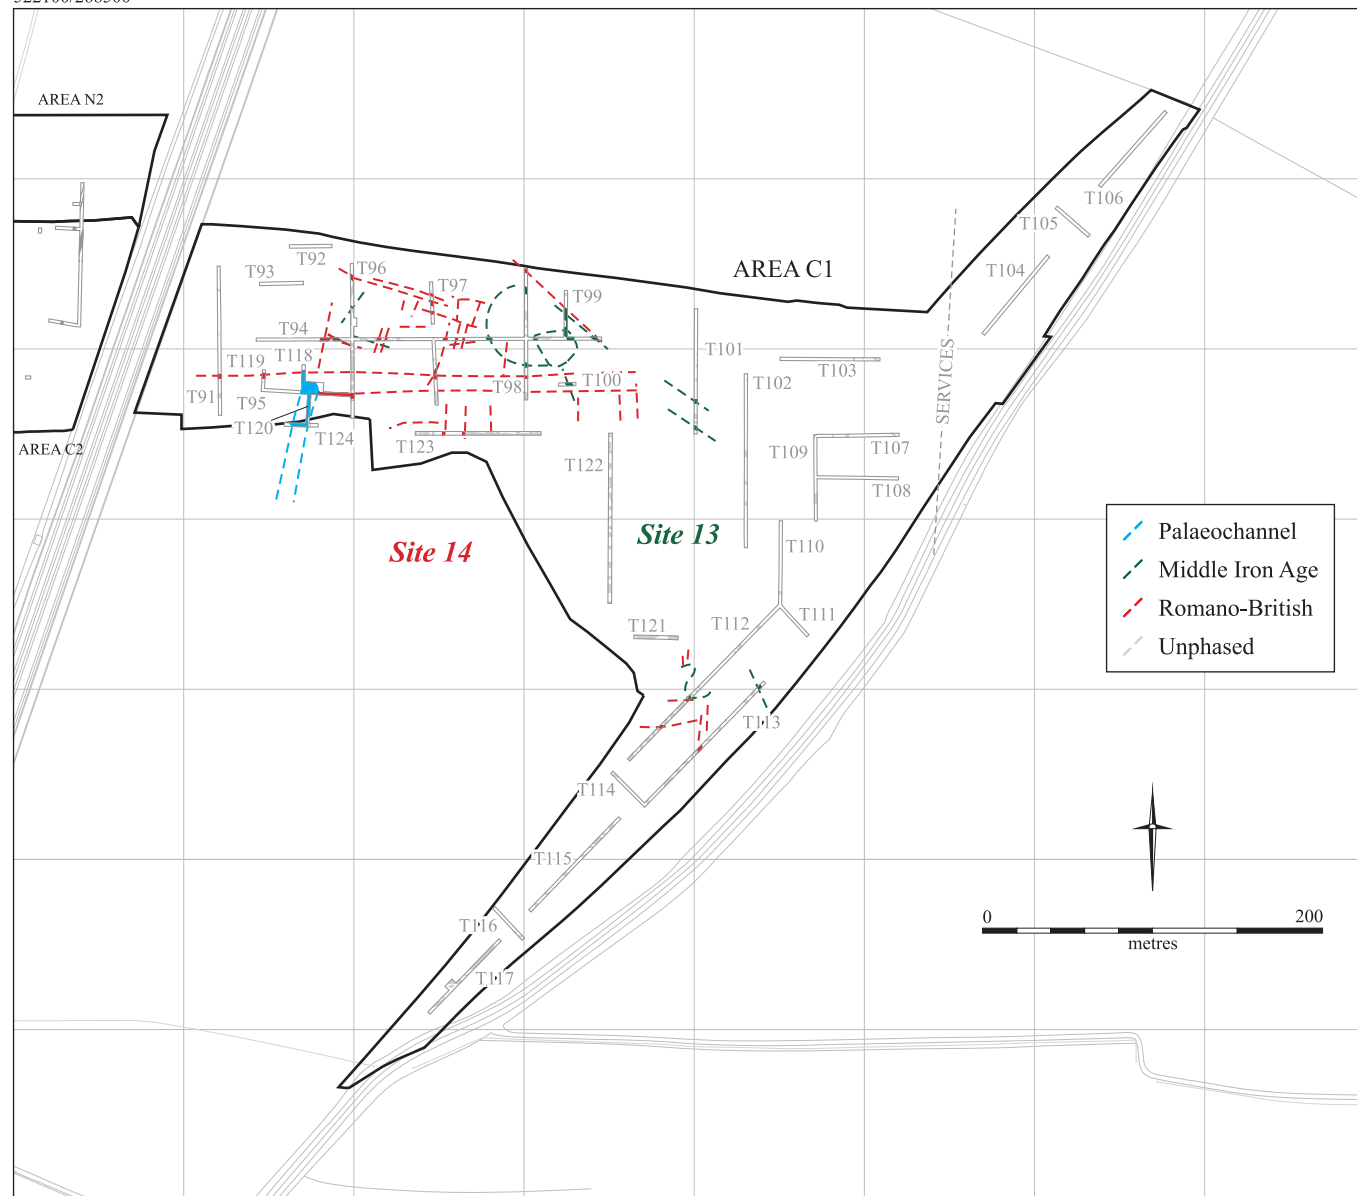 AREA N2
T106
T105
T92
T96
AREA C1
T93
T97
T104
T99
T94
T119
T118
T101
T102
T103
SERVICES
T91
T95
T98
T100
T120
T124
T123
T109
T107
AREA C2
T122
T108
Site 13
Site 14
T110
Palaeochannel
Middle Iron Age
Romano-British
Unphased
T121
T112
T111
T113
T114
T115
0
200
metres
T116
T117